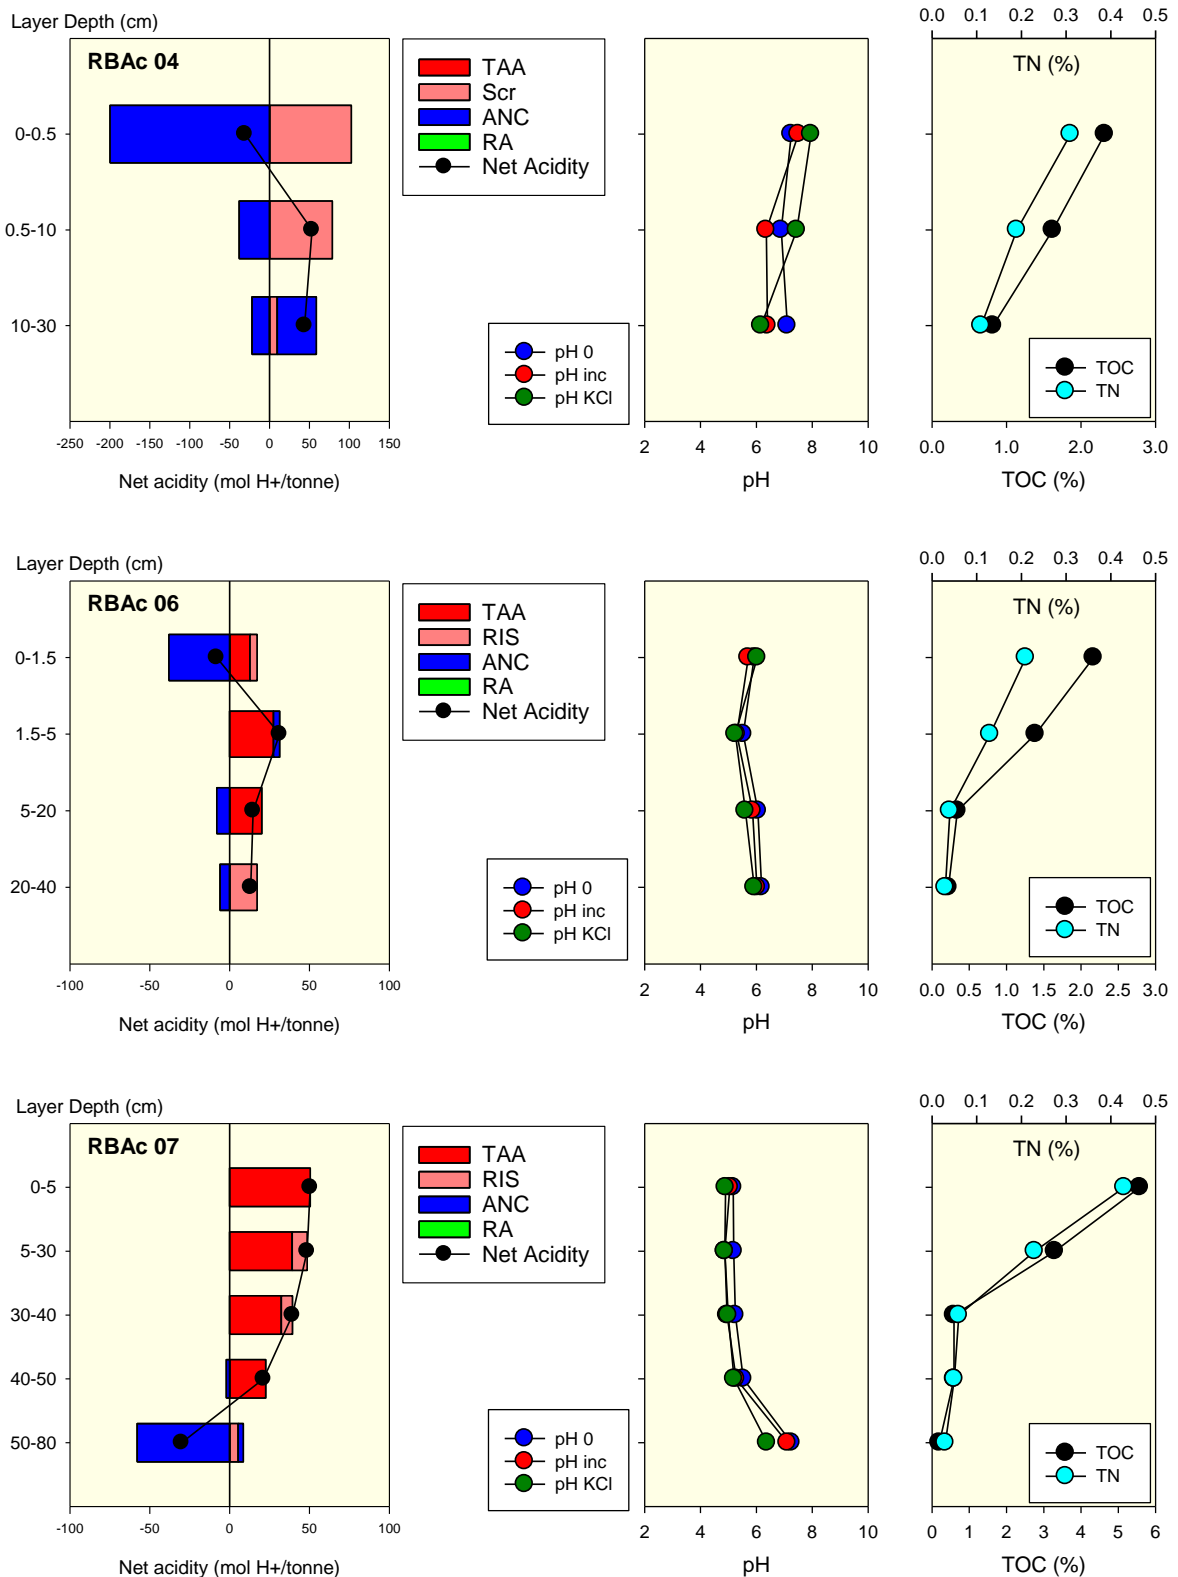 Layer Depth (cm)
RBAc 04
0-0.5
0.5-10
10-30
-250 -200 -150 -100 -50 0 50 100 150
Net acidity (mol H+/tonne)
TAA
Scr
ANC
RA
Net Acidity
pH 0
pH inc
pH KCl
2 4 6 8 10
pH
0.0 0.1 0.2 0.3 0.4 0.5
TN (%)
TOC
TN
0.0 1.0 2.0 3.0
TOC (%)
Layer Depth (cm)
RBAc 06
0-1.5
1.5-5
5-20
20-40
-100 -50 0 50 100
Net acidity (mol H+/tonne)
TAA
RIS
ANC
RA
Net Acidity
pH 0
pH inc
pH KCl
2 4 6 8 10
pH
0.0 0.1 0.2 0.3 0.4 0.5
TN (%)
TOC
TN
0.0 0.5 1.0 1.5 2.0 2.5 3.0
TOC (%)
Layer Depth (cm)
RBAc 07
0-5
5-30
30-40
40-50
50-80
-100 -50 0 50 100
Net acidity (mol H+/tonne)
TAA
RIS
ANC
RA
Net Acidity
pH 0
pH inc
pH KCl
2 4 6 8 10
pH
0.0 0.1 0.2 0.3 0.4 0.5
TN (%)
TOC
TN
0 1 2 3 4 5 6
TOC (%)